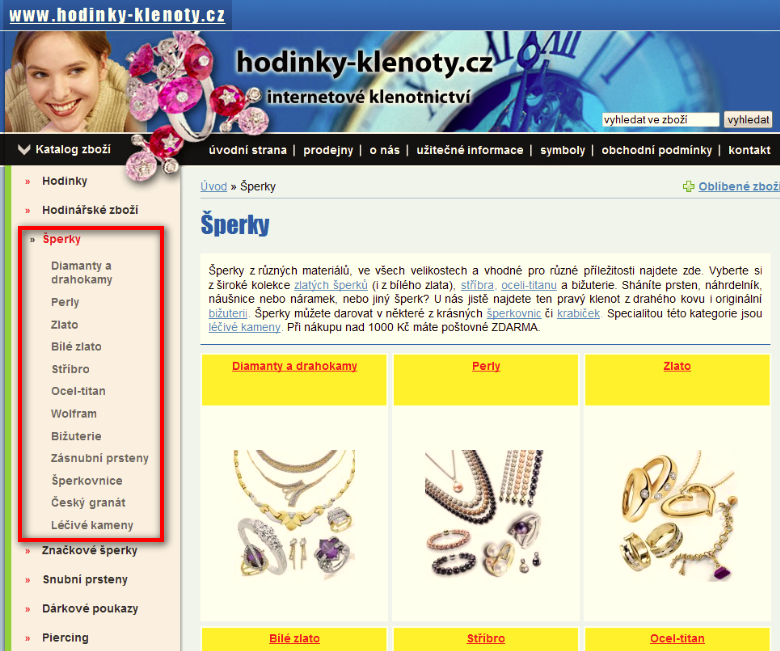 www.hodinky-klenoty.cz
hodinky-klenoty.cz
internetové klenotnictví
vyhledat ve zboží
vyhledat
Katalog zboží
úvodní strana | prodejny | o nás | užitečné informace | symboly | obchodní podmínky | kontakt
» Hodinky
» Hodinářské zboží
» Šperky
Diamanty a
drahokamy
Perly
Zlato
Bílé zlato
Stříbro
Ocel-titan
Wolfram
Bižuterie
Zásnubní prsteny
Šperkovnice
Český granát
Léčivé kameny
» Značkové šperky
» Snubní prsteny
» Dárkové poukazy
» Piercing
Úvod » Šperky
Oblíbené zboží
Šperky
Šperky z různých materiálů, ve všech velikostech a vhodné pro různé příležitosti najdete zde. Vyberte si
z široké kolekce zlatých šperků (i z bílého zlata), stříbra, oceli-titanu a bižuterie. Sháníte prsten, náhrdelník,
náušnice nebo náramek, nebo jiný šperk? U nás jistě najdete ten pravý klenot z drahého kovu i originální
bižuterii. Šperky můžete darovat v některé z krásných šperkovnic či krabiček. Specialitou této kategorie jsou
léčivé kameny. Při nákupu nad 1000 Kč máte poštovné ZDARMA.
Diamanty a drahokamy
Perly
Zlato
Bílé zlato
Stříbro
Ocel-titan